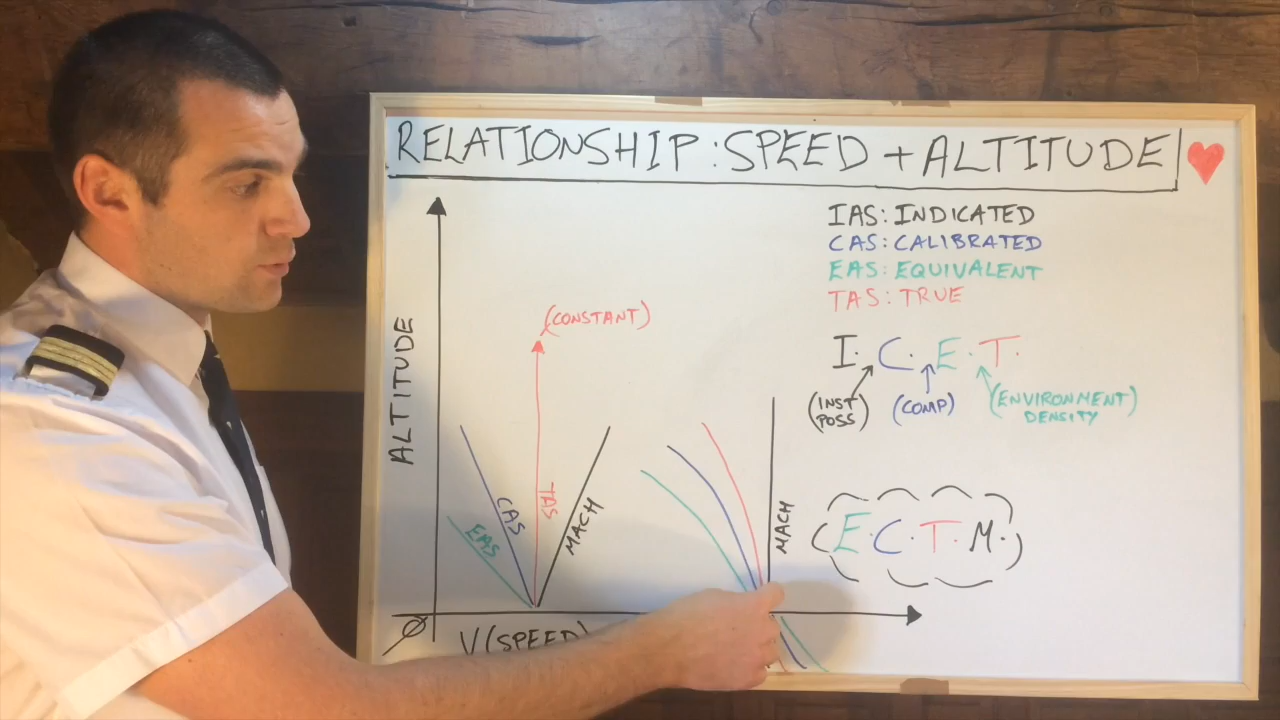 RELATIONSHIP: SPEED + ALTITUDE
IAS: INDICATED
CAS: CALIBRATED
EAS: EQUIVALENT
TAS: TRUE
I. C. E. T.
(INST POSS)
(COMP)
(ENVIRONMENT DENSITY)
(CONSTANT)
ALTITUDE
EAS
CAS
TAS
MACH
MACH
E.C.T.M.
Ø
V (SPEED)